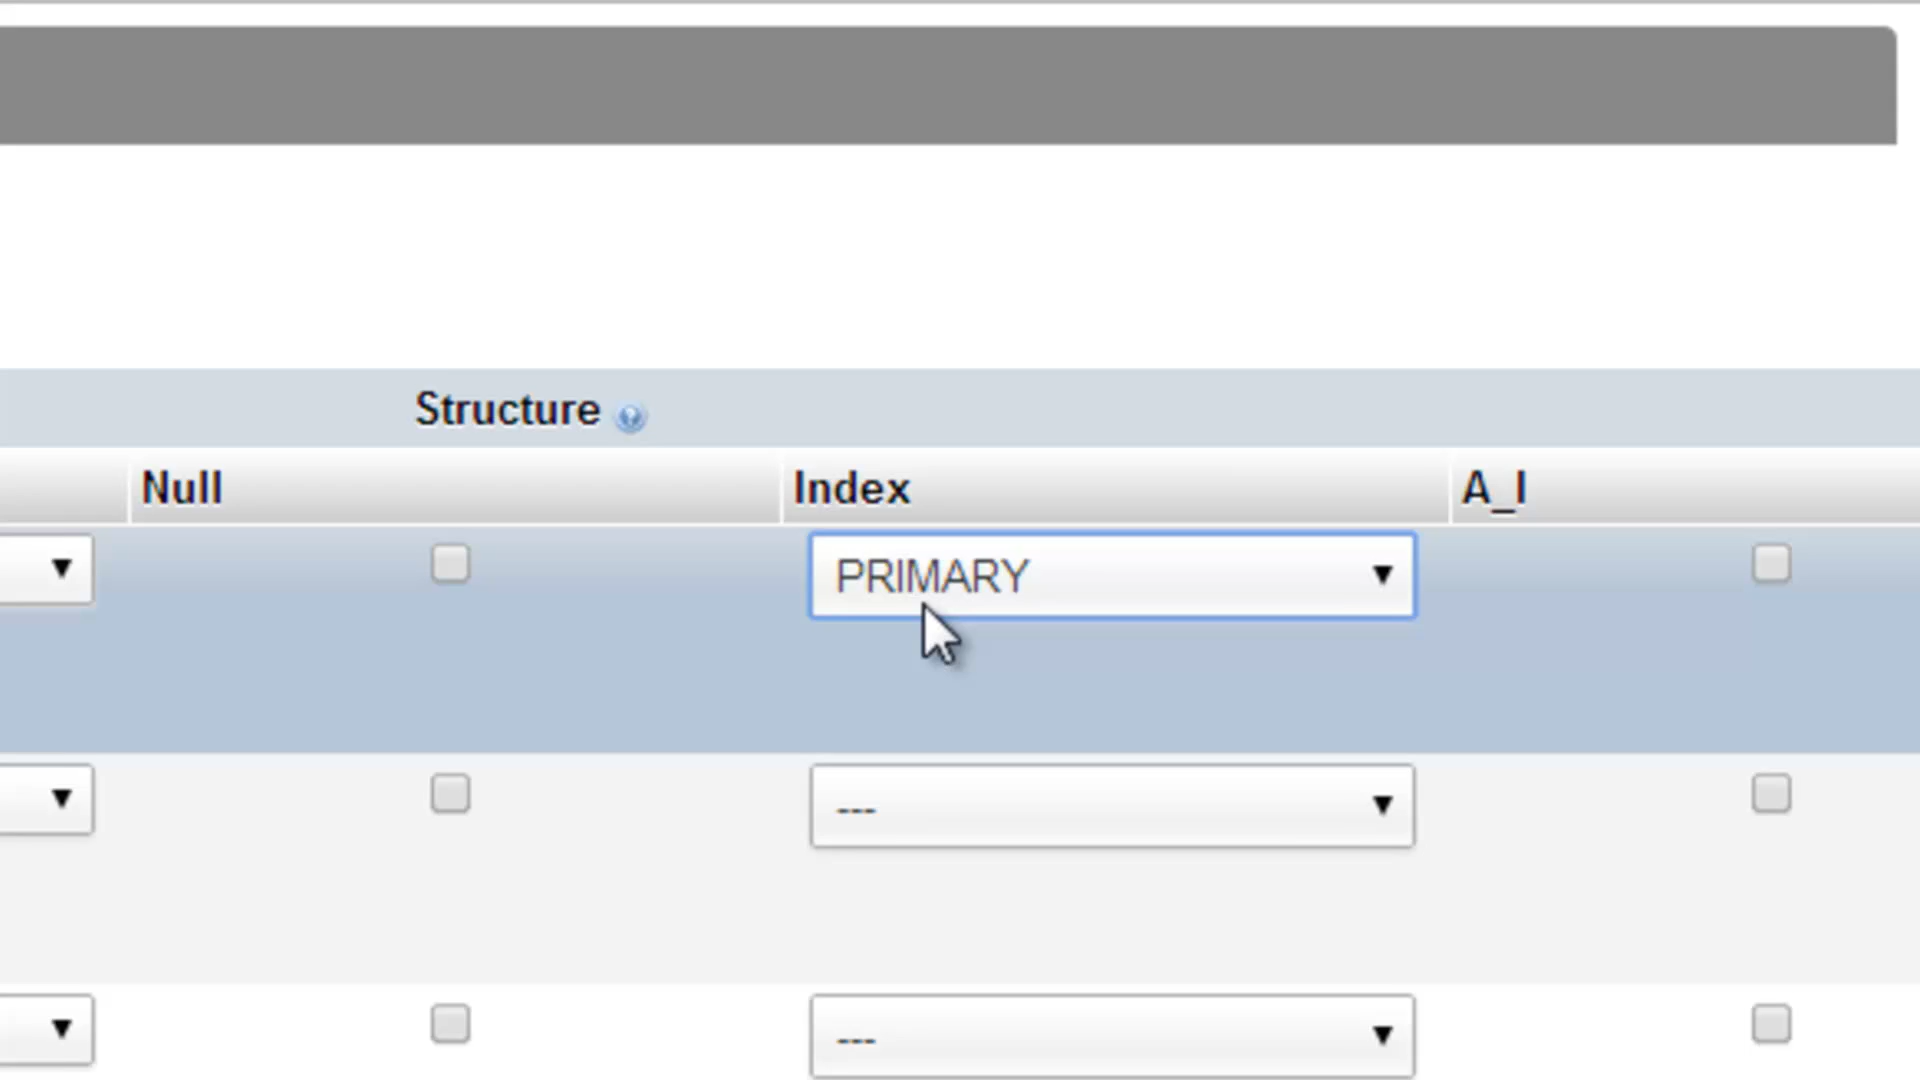 Structure
Null Index A_I
PRIMARY
---
---